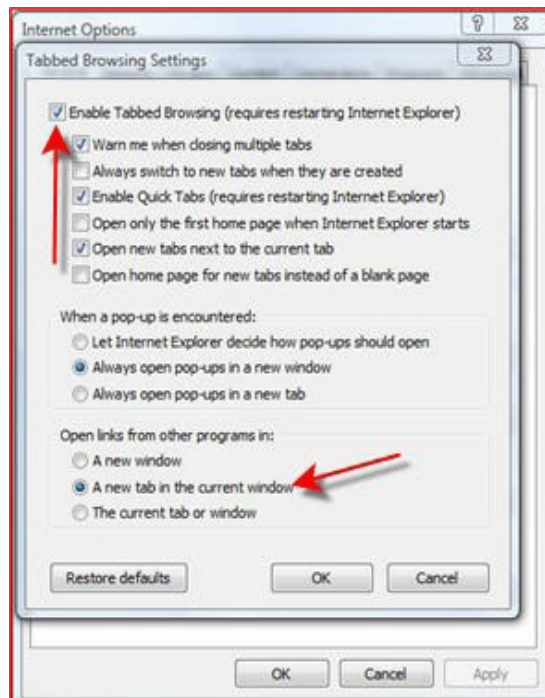 Internet Options
Tabbed Browsing Settings
Enable Tabbed Browsing (requires restarting Internet Explorer)
Warn me when closing multiple tabs
Always switch to new tabs when they are created
Enable Quick Tabs (requires restarting Internet Explorer)
Open only the first home page when Internet Explorer starts
Open new tabs next to the current tab
Open home page for new tabs instead of a blank page
When a pop-up is encountered:
Let Internet Explorer decide how pop-ups should open
Always open pop-ups in a new window
Always open pop-ups in a new tab
Open links from other programs in:
A new window
A new tab in the current window
The current tab or window
Restore defaults OK Cancel
OK Cancel Apply